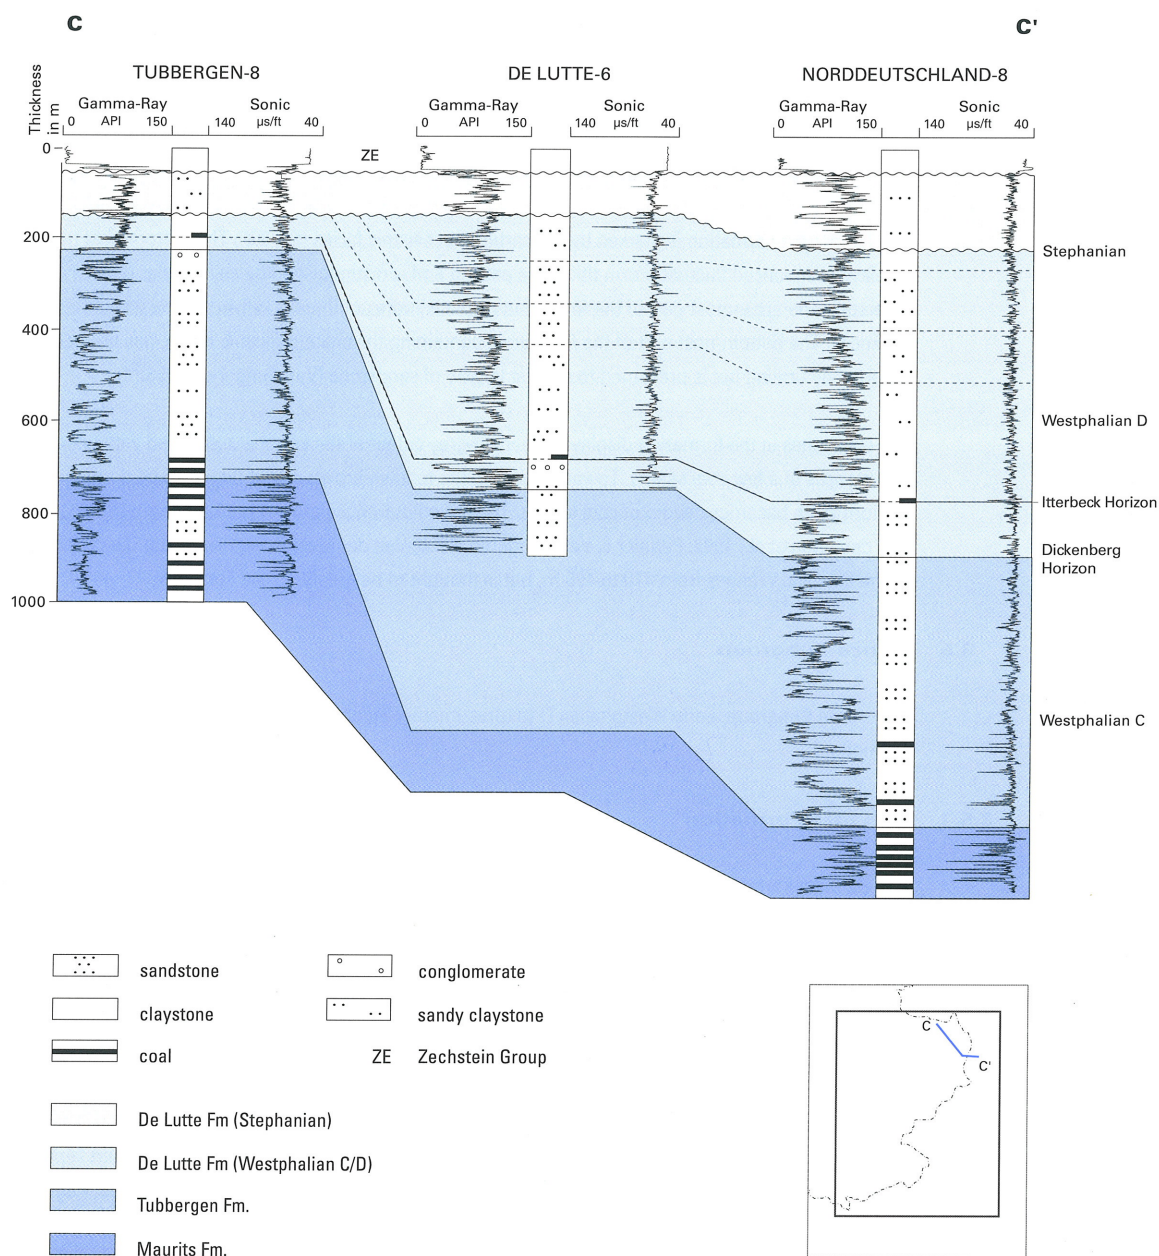 C
C'
TUBBERGEN-8
DE LUTTE-6
NORDDEUTSCHLAND-8
Thickness
in m
Gamma-Ray
Sonic
0
API
150
140
µs/ft
40
Gamma-Ray
Sonic
0
API
150
140
µs/ft
40
Gamma-Ray
Sonic
0
API
150
140
µs/ft
40
0
ZE
200
Stephanian
400
600
Westphalian D
800
Itterbeck Horizon
Dickenberg
Horizon
1000
Westphalian C
sandstone
conglomerate
claystone
sandy claystone
coal
ZE
Zechstein Group
De Lutte Fm (Stephanian)
De Lutte Fm (Westphalian C/D)
Tubbergen Fm.
Maurits Fm.
C
C'